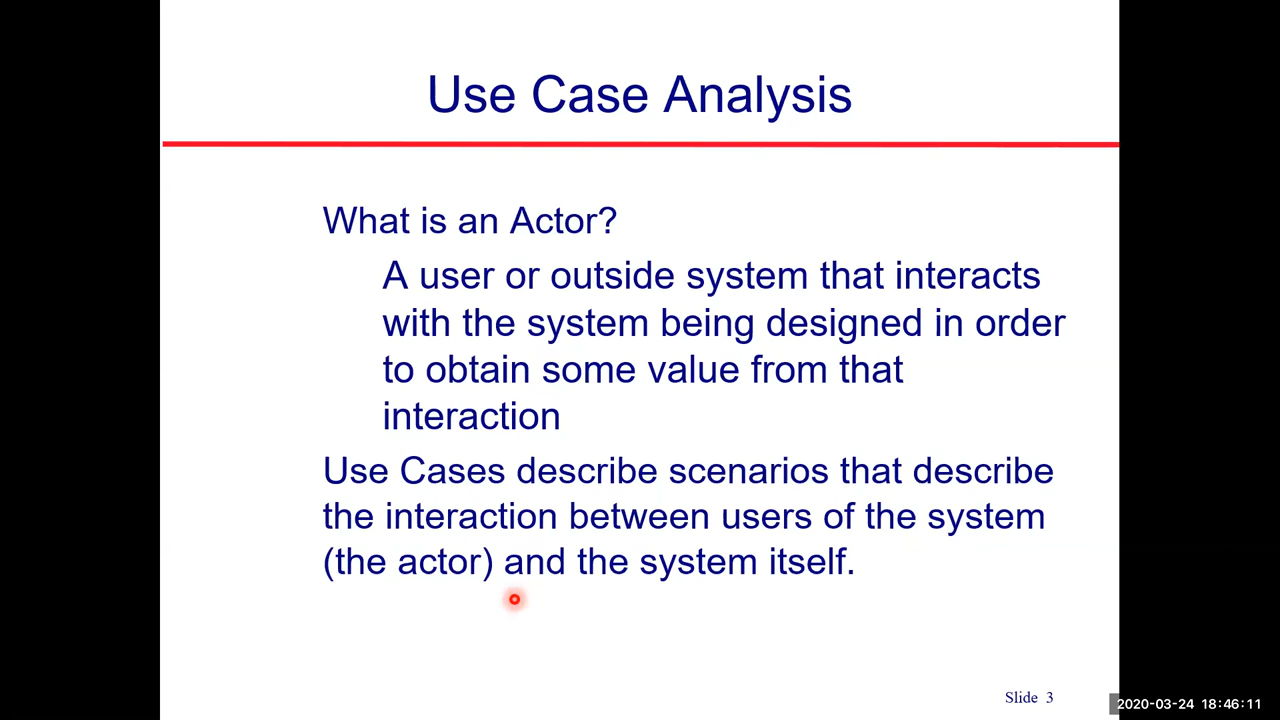 Use Case Analysis
What is an Actor?
A user or outside system that interacts
with the system being designed in order
to obtain some value from that
interaction
Use Cases describe scenarios that describe
the interaction between users of the system
(the actor) and the system itself.
Slide 3
2020-03-24 18:46:11